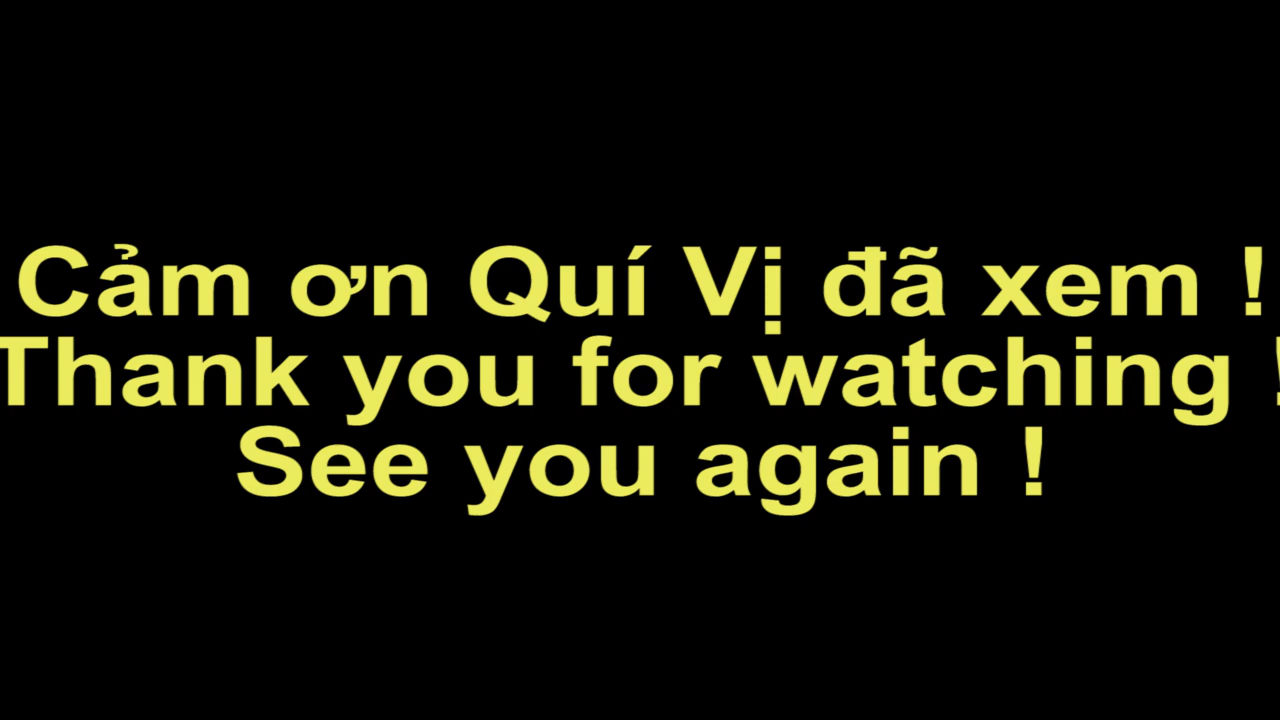 Cảm ơn Quí Vị đã xem !
Thank you for watching !
See you again !